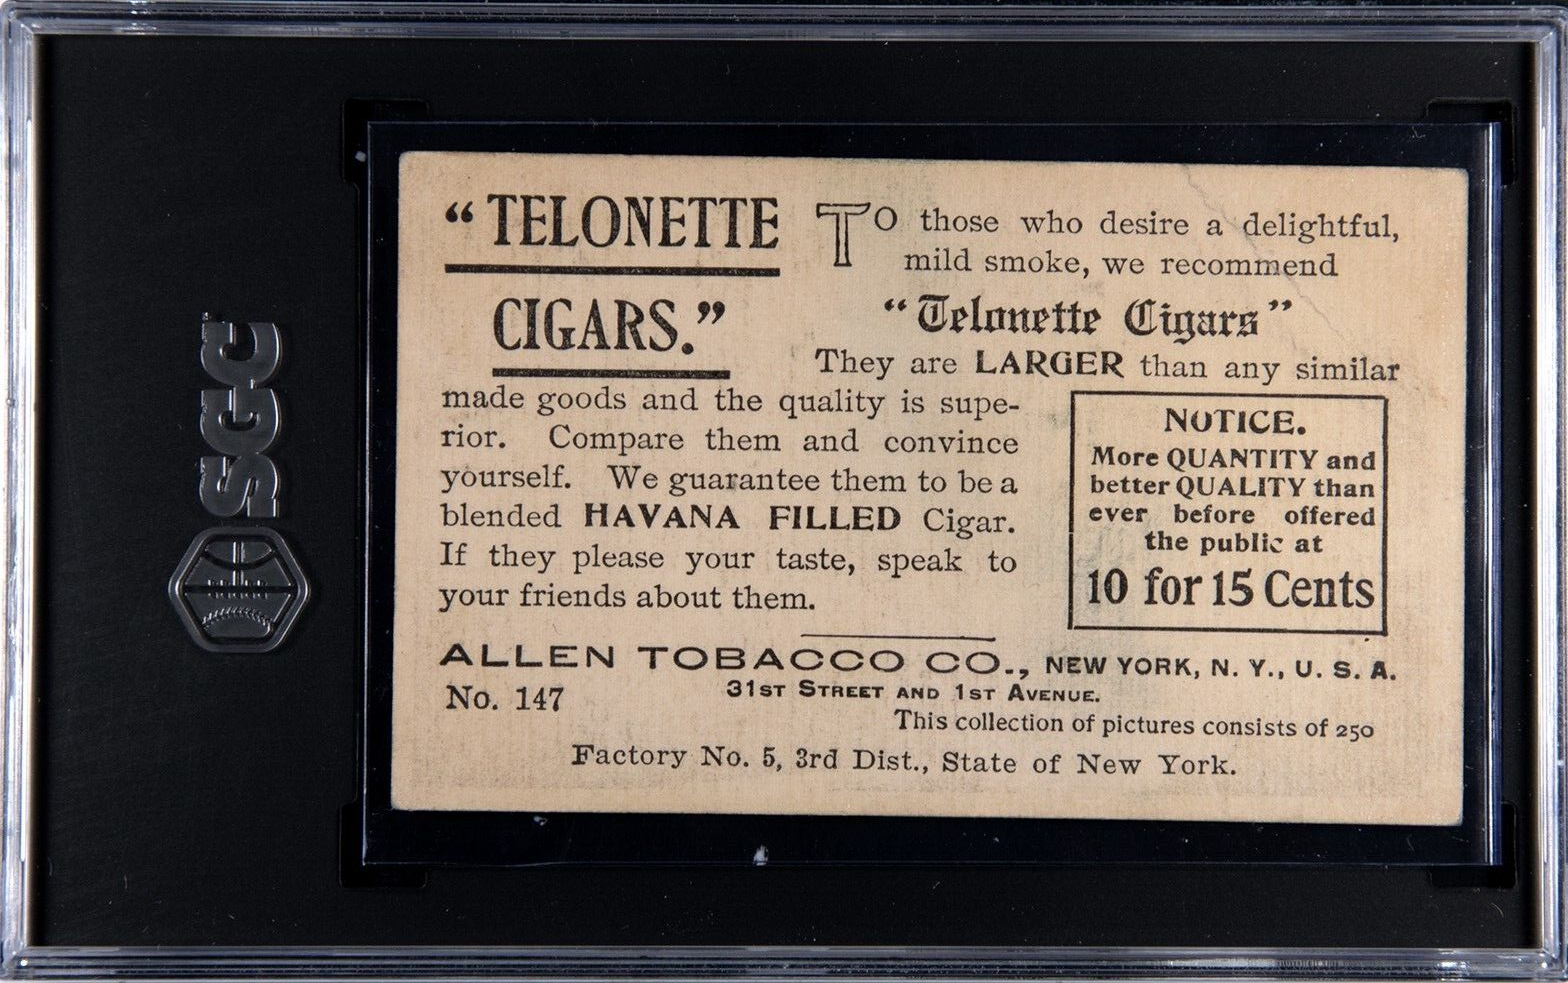 SGC
“TELONETTE
CIGARS.”
To those who desire a delightful,
mild smoke, we recommend
“Telonette Cigars”
They are LARGER than any similar
made goods and the quality is supe-
rior. Compare them and convince
yourself. We guarantee them to be a
blended HAVANA FILLED Cigar.
If they please your taste, speak to
your friends about them.
NOTICE.
More QUANTITY and
better QUALITY than
ever before offered
the public at
10 for 15 Cents
ALLEN TOBACCO CO., NEW YORK, N. Y., U. S. A.
No. 147 31ST STREET AND 1ST AVENUE.
This collection of pictures consists of 250
Factory No. 5, 3rd Dist., State of New York.